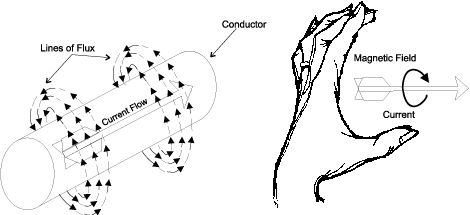 Conductor
Lines of Flux
Current Flow
Magnetic Field
Current